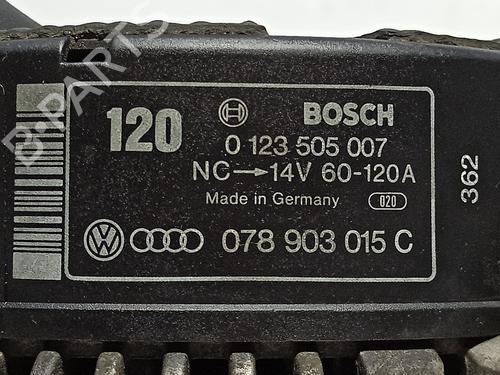 120 BOSCH
0 123 505 007
NC→14V 60-120A
Made in Germany 020
078 903 015 C
362
B-PARTS